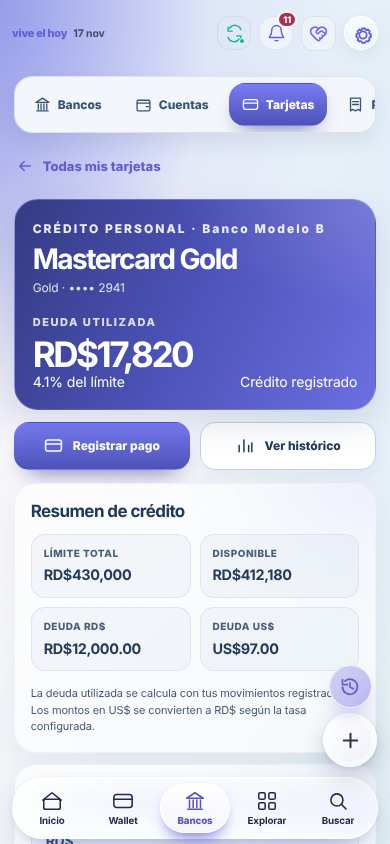 vive el hoy 17 nov
11
Bancos
Cuentas
Tarjetas
Todas mis tarjetas
CRÉDITO PERSONAL · Banco Modelo B
Mastercard Gold
Gold · •••• 2941
DEUDA UTILIZADA
RD$17,820
4.1% del límite
Crédito registrado
Registrar pago
Ver histórico
Resumen de crédito
LÍMITE TOTAL
RD$430,000
DISPONIBLE
RD$412,180
DEUDA RD$
RD$12,000.00
DEUDA US$
US$97.00
La deuda utilizada se calcula con tus movimientos
Los montos en US$ se convierten a RD$ según la tasa
configurada.
Inicio
Wallet
Bancos
Explorar
Buscar
RD$